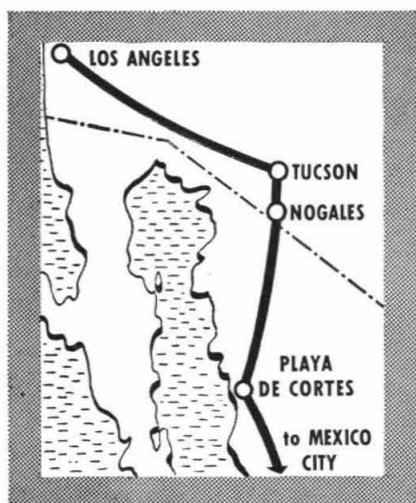 LOS ANGELES
TUCSON
NOGALES
PLAYA
DE CORTES
to MEXICO
CITY